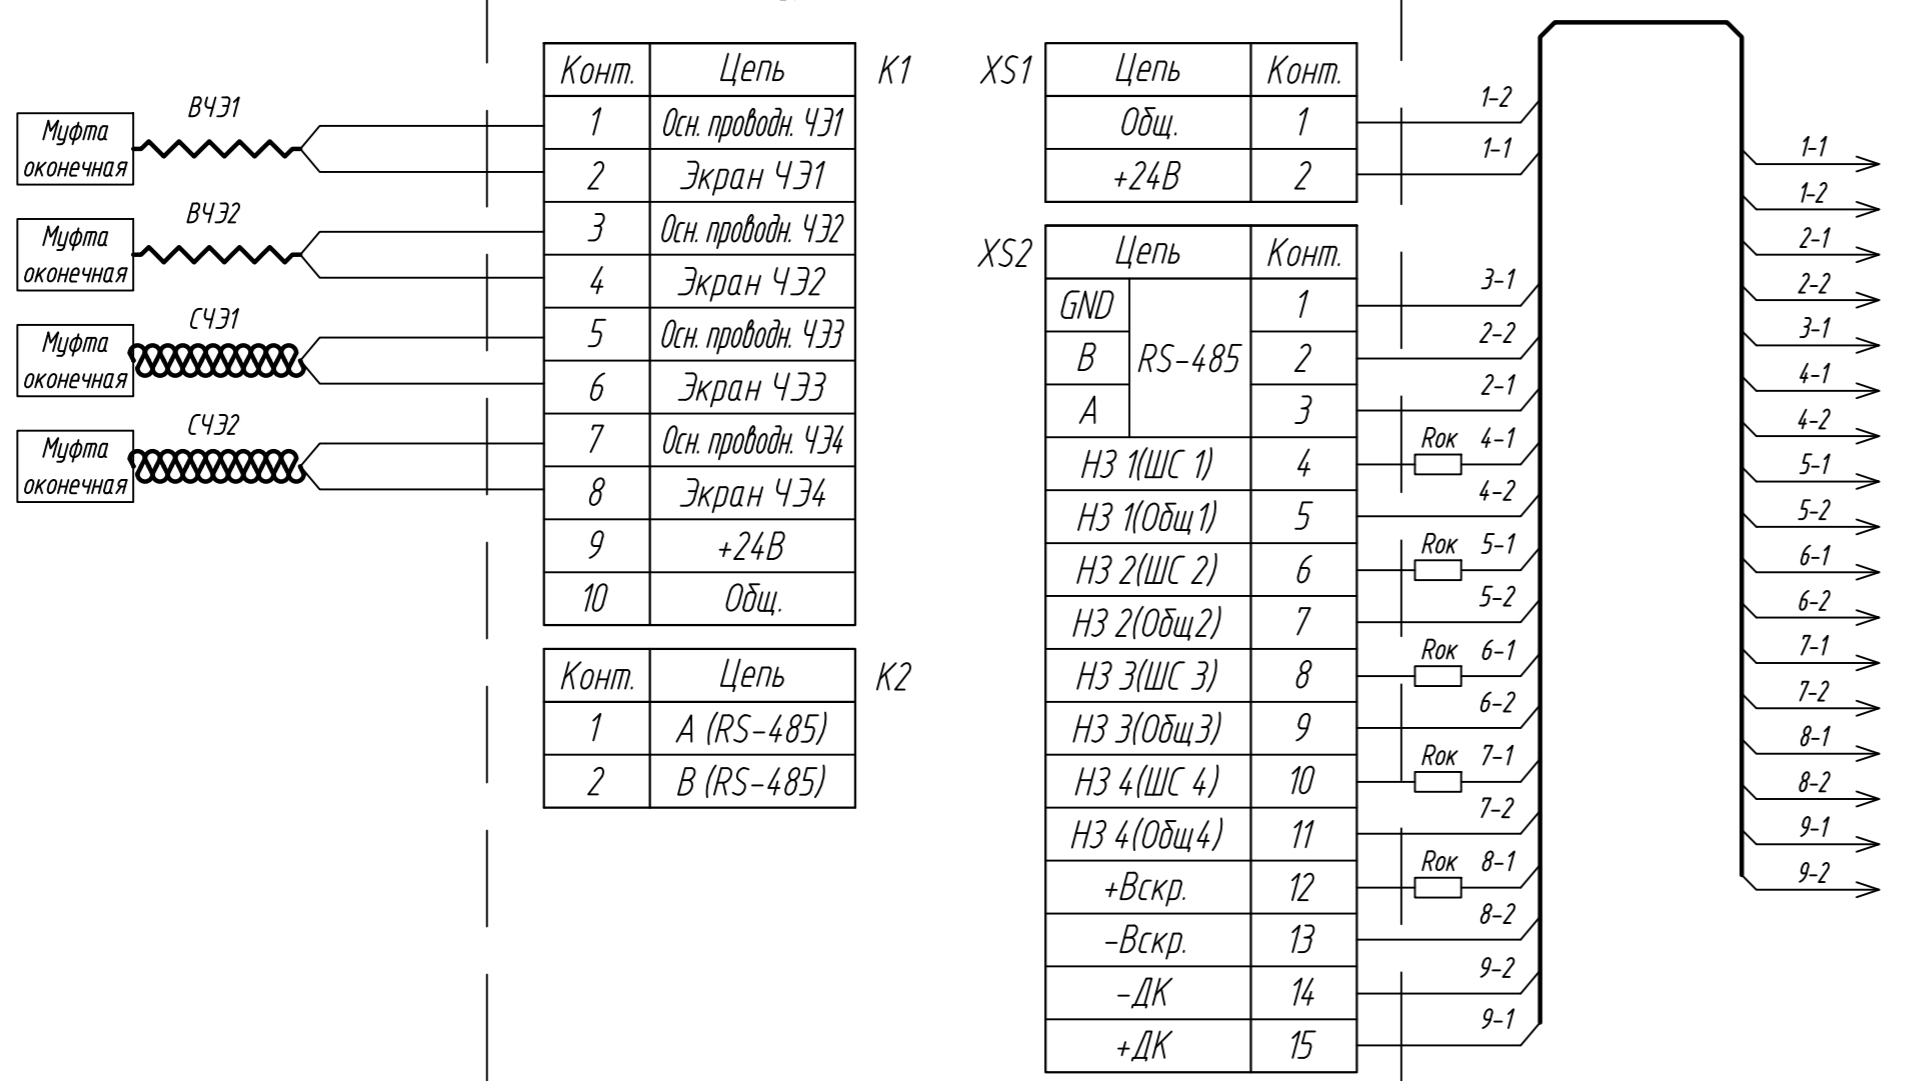 ВЧЭ1
Муфта
оконечная
ВЧЭ2
Муфта
оконечная
СЧЭ1
Муфта
оконечная
СЧЭ2
Муфта
оконечная
Конт. Цепь К1
1 Осн. проводн. ЧЭ1
2 Экран ЧЭ1
3 Осн. проводн. ЧЭ2
4 Экран ЧЭ2
5 Осн. проводн. ЧЭ3
6 Экран ЧЭ3
7 Осн. проводн. ЧЭ4
8 Экран ЧЭ4
9 +24В
10 Общ.
Конт. Цепь К2
1 А (RS-485)
2 В (RS-485)
XS1 Цепь Конт.
Общ. 1 1-2
+24В 2 1-1
XS2 Цепь Конт.
GND 1 3-1
B RS-485 2 2-2
A 3 2-1
НЗ 1(ШС 1) 4 Rок 4-1
НЗ 1(Общ1) 5 4-2
НЗ 2(ШС 2) 6 Rок 5-1
НЗ 2(Общ2) 7 5-2
НЗ 3(ШС 3) 8 Rок 6-1
НЗ 3(Общ3) 9 6-2
НЗ 4(ШС 4) 10 Rок 7-1
НЗ 4(Общ4) 11 7-2
+Вскр. 12 Rок 8-1
-Вскр. 13 8-2
-ДК 14 9-2
+ДК 15 9-1
1-1
1-2
2-1
2-2
3-1
4-1
4-2
5-1
5-2
6-1
6-2
7-1
7-2
8-1
8-2
9-1
9-2